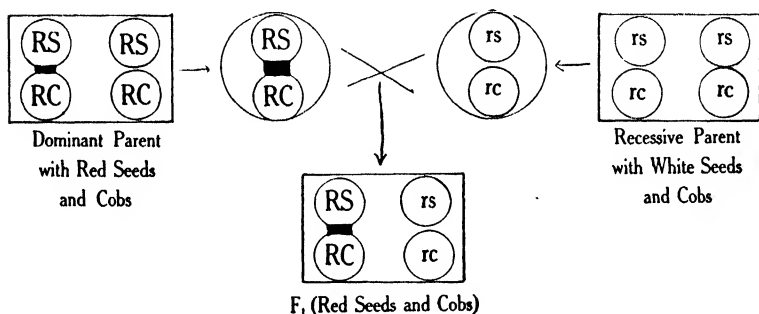 RS RS RS rs rs rs
RC RC RC rc rc rc
Dominant Parent
with Red Seeds
and Cobs
Recessive Parent
with White Seeds
and Cobs
RS rs
RC rc
F₁ (Red Seeds and Cobs)